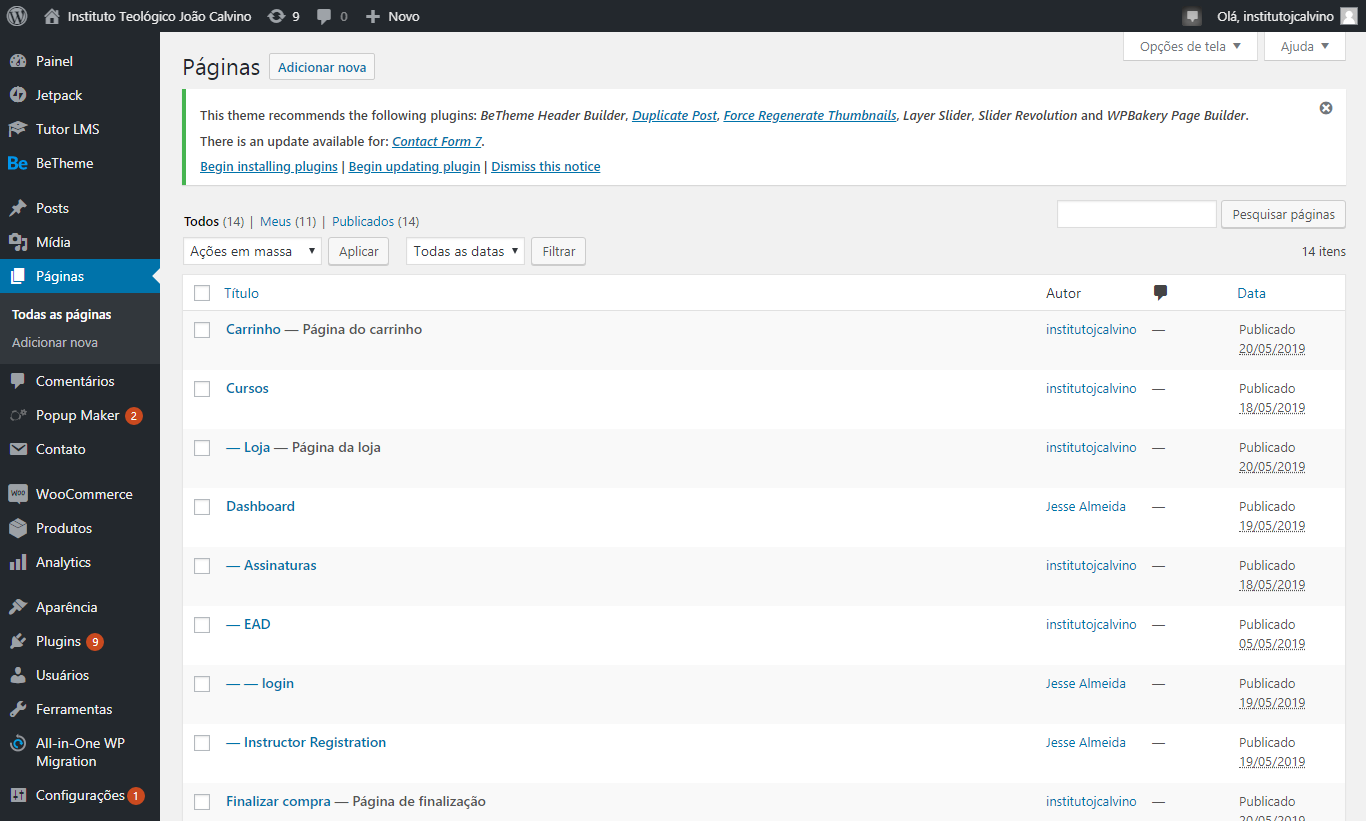 Instituto Teológico João Calvino 9 0 Novo Olá, institutojcalvino
Painel
Jetpack
Tutor LMS
Be BeTheme
Posts
Mídia
Páginas
Todas as páginas
Adicionar nova
Comentários
Popup Maker 2
Contato
Woo WooCommerce
Produtos
Analytics
Aparência
Plugins 9
Usuários
Ferramentas
All-in-One WP
Migration
Configurações 1
Opções de tela Ajuda
Páginas Adicionar nova
This theme recommends the following plugins: BeTheme Header Builder, Duplicate Post, Force Regenerate Thumbnails, Layer Slider, Slider Revolution and WPBakery Page Builder.
There is an update available for: Contact Form 7.
Begin installing plugins | Begin updating plugin | Dismiss this notice
Todos (14) | Meus (11) | Publicados (14) Pesquisar páginas
Ações em massa Aplicar Todas as datas Filtrar 14 itens
Título Autor Data
Carrinho — Página do carrinho institutojcalvino — Publicado
20/05/2019
Cursos institutojcalvino — Publicado
18/05/2019
— Loja — Página da loja institutojcalvino — Publicado
20/05/2019
Dashboard Jesse Almeida — Publicado
19/05/2019
— Assinaturas institutojcalvino — Publicado
18/05/2019
— EAD institutojcalvino — Publicado
05/05/2019
— — login Jesse Almeida — Publicado
19/05/2019
— Instructor Registration Jesse Almeida — Publicado
19/05/2019
Finalizar compra — Página de finalização institutojcalvino — Publicado
20/05/2019